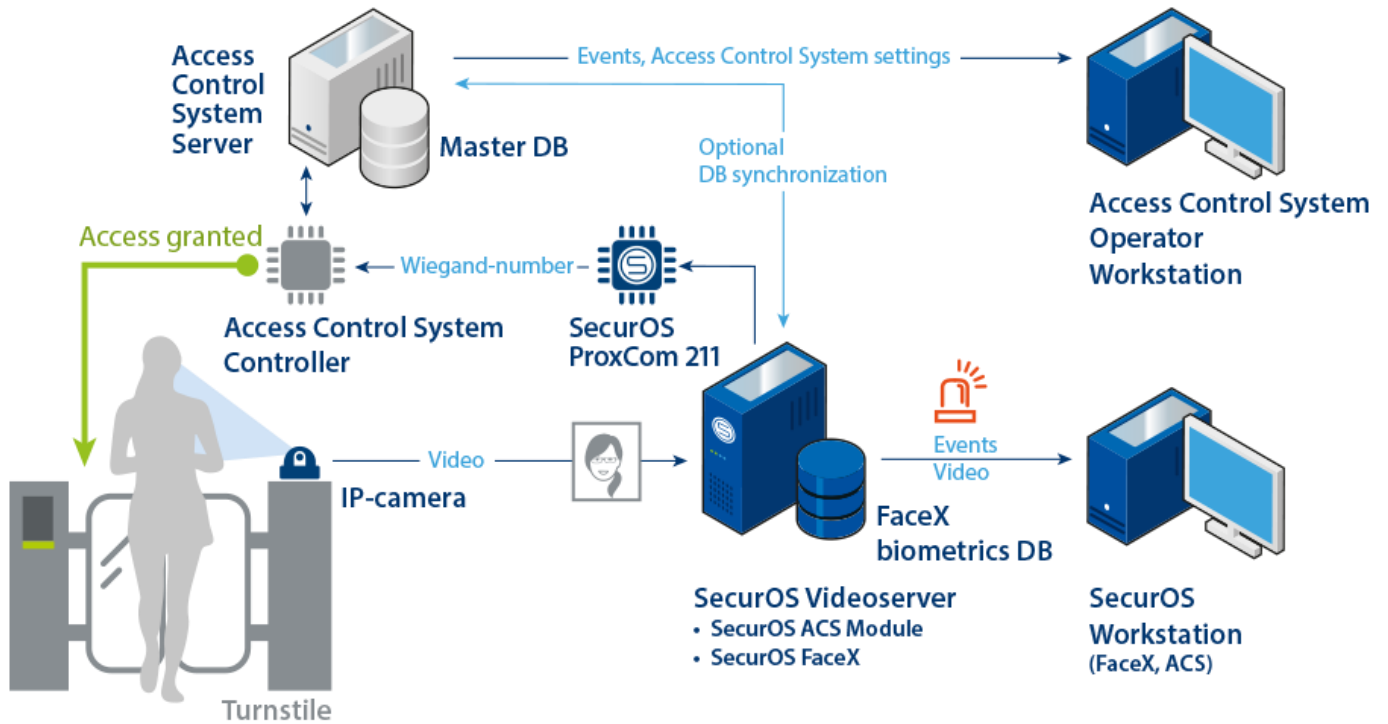 Access
Control
System
Server
Master DB
Events, Access Control System settings
Optional
DB synchronization
Access Control System
Operator
Workstation
Access granted
Wiegand-number
Access Control System
Controller
SecurOS
ProxCom 211
Video
IP-camera
Events
Video
FaceX
biometrics DB
SecurOS Videoserver
• SecurOS ACS Module
• SecurOS FaceX
SecurOS
Workstation
(FaceX, ACS)
Turnstile